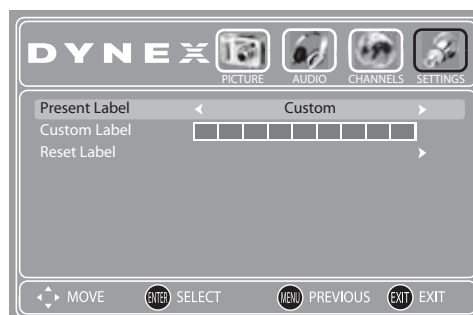 DYNEX
PICTURE AUDIO CHANNELS SETTINGS
Present Label Custom
Custom Label
Reset Label
MOVE ENTER SELECT MENU PREVIOUS EXIT EXIT